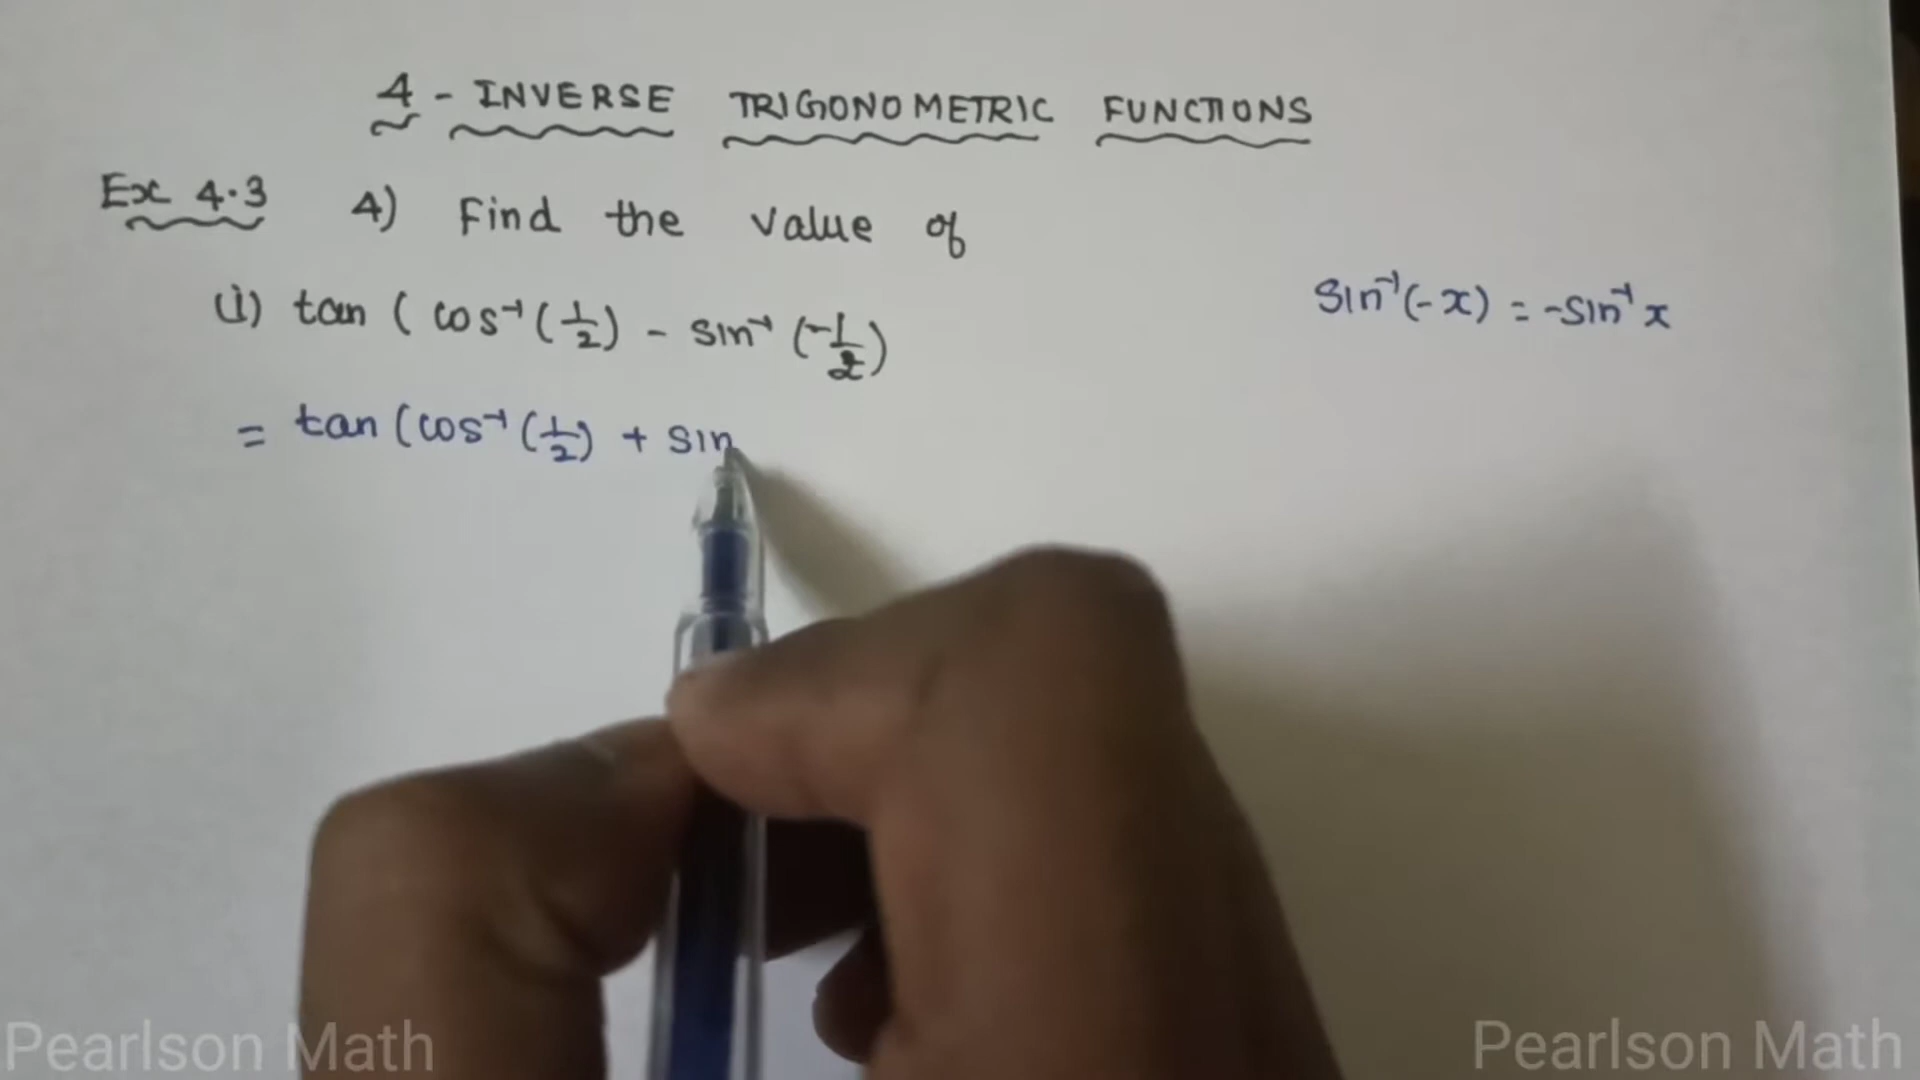 4 - INVERSE TRIGONOMETRIC FUNCTIONS
Ex 4.3 4) Find the value of
(i) tan ( cos⁻¹ (1/2) - sin⁻¹ (-1/2)
sin⁻¹(-x) = -sin⁻¹ x
= tan (cos⁻¹ (1/2) + sin
Pearlson Math
Pearlson Math